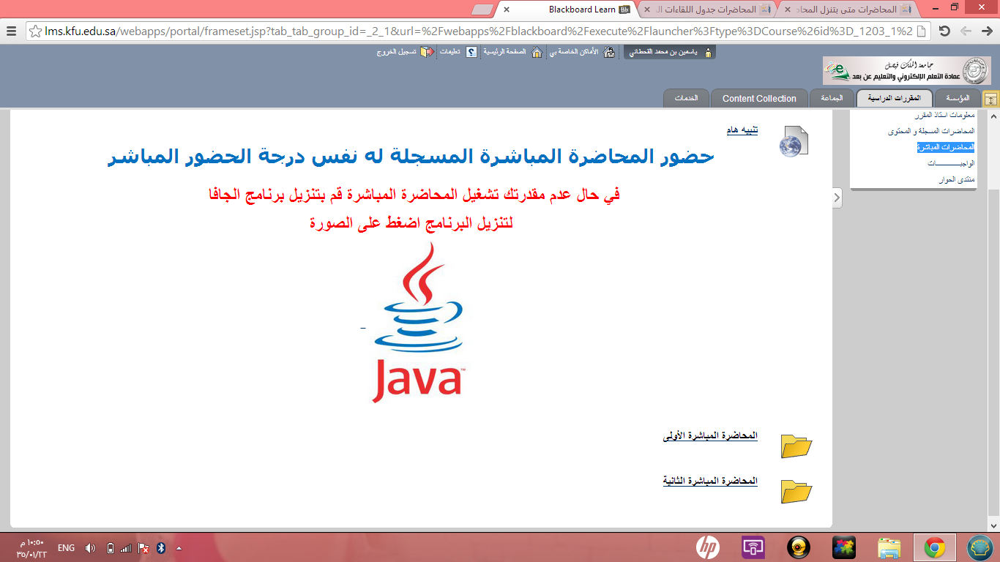 المحاضرات متى بتنزل المحاد
المحاضرات جدول اللقاءات ال
Blackboard Learn
lms.kfu.edu.sa/webapps/portal/frameset.jsp?tab_tab_group_id=_2_1&url=%2Fwebapps%2Fblackboard%2Fexecute%2Flauncher%3Ftype%3DCourse%26id%3D_1203_1%2
ياسمين بن محمد القحطاني
الأماكن الخاصة بي
الصفحة الرئيسية
تعليمات
تسجيل الخروج
جامعة الملك فيصل
عمادة التعلم الإلكتروني والتعليم عن بعد
المؤسسة
المقررات الدراسية
الجماعة
Content Collection
الخدمات
معلومات استاذ المقرر
المحاضرات المسجلة و المحتوى
المحاضرات المباشرة
الواجبـــــــــات
منتدى الحوار
تنبيه هام
حضور المحاضرة المباشرة المسجلة له نفس درجة الحضور المباشر
في حال عدم مقدرتك تشغيل المحاضرة المباشرة قم بتنزيل برنامج الجافا
لتنزيل البرنامج اضغط على الصورة
Java™
المحاضرة المباشرة الأولى
المحاضرة المباشرة الثانية
١٠:٥٠ م
٣٥/٠١/٢٢
ENG
hp